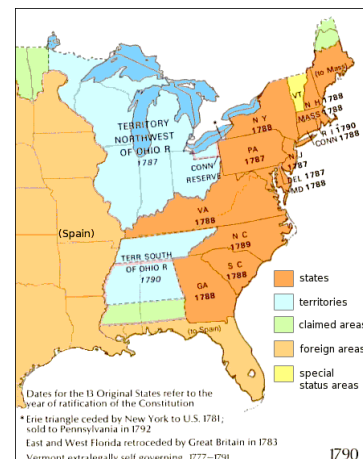 (to Mass)
VT
N H 1788
MASS 1788
R I 1790
CONN 1788
N Y
1788
TERRITORY
NORTHWEST
OF OHIO R
1787
CONN
RESERVE
PA
1787
N J
1787
DEL 1787
MD 1788
VA
1788
(Spain)
N C
1789
TERR SOUTH
OF OHIO R
1790
S C
1788
GA
1788
(to Spain)
states
territories
claimed areas
foreign areas
special
status areas
Dates for the 13 Original States refer to the
year of ratification of the Constitution
* Erie triangle ceded by New York to U.S. 1781;
sold to Pennsylvania in 1792
East and West Florida retroceded by Great Britain in 1783
Vermont extralegally self governing, 1777–91
1790